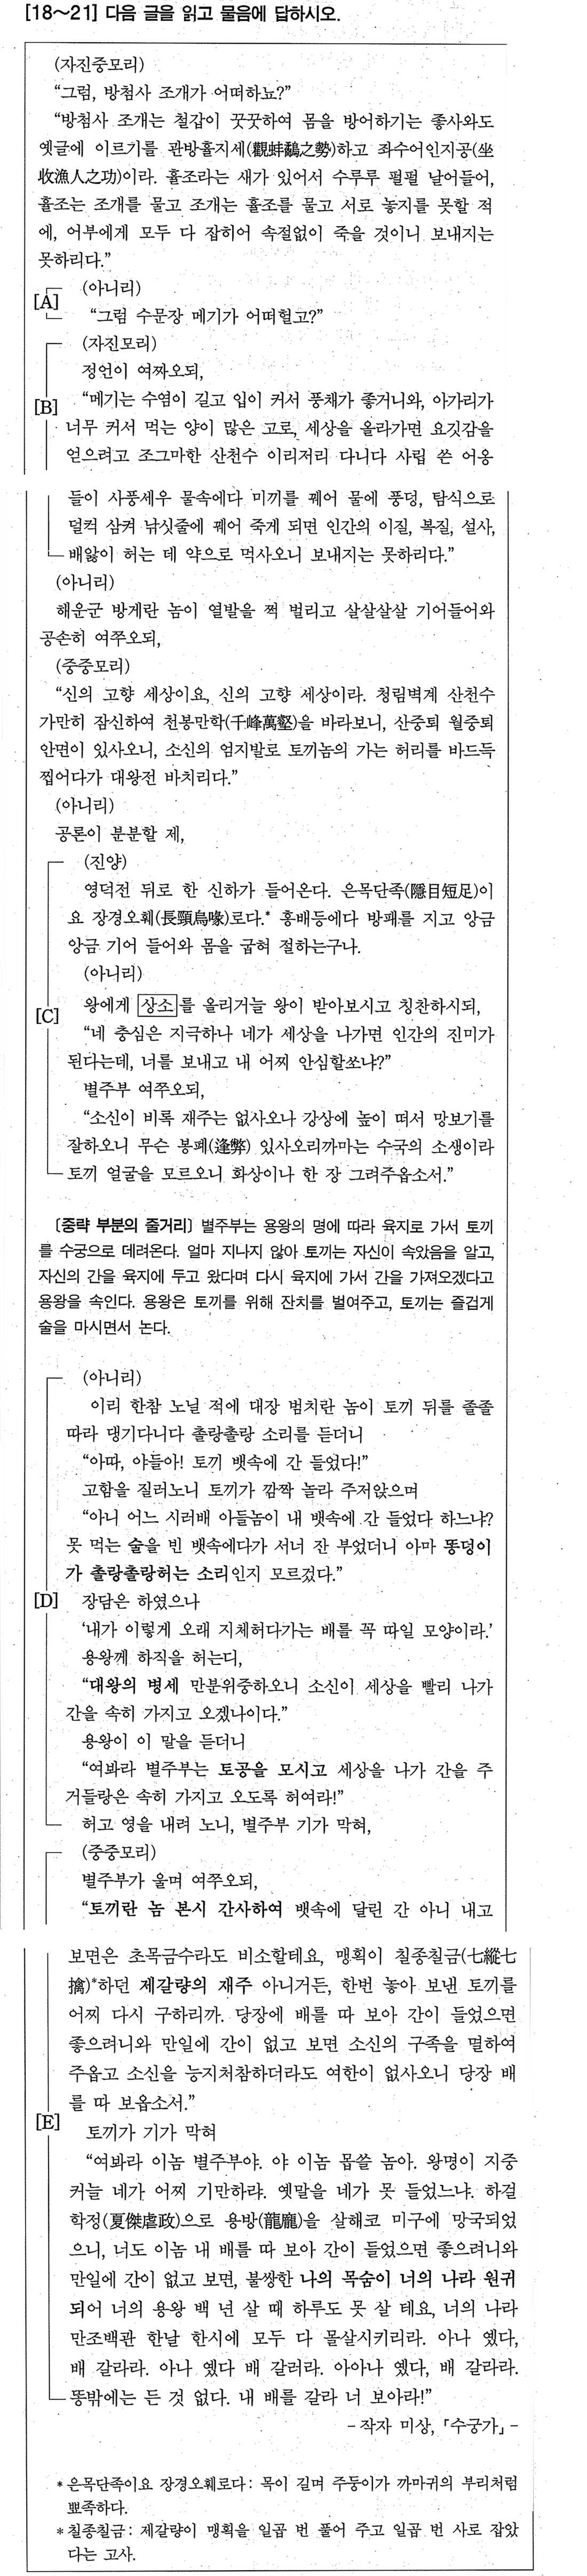 [18～21] 다음 글을 읽고 물음에 답하시오.
(자진중모리)
“그럼, 방첨사 조개가 어떠하뇨?”
“방첨사 조개는 철갑이 꿋꿋하여 몸을 방어하기는 좋사와도
옛글에 이르기를 관방휼지세(觀蚌鷸之勢)하고 좌수어인지공(坐
收漁人之功)이라. 휼조라는 새가 있어서 수루루 펄펄 날어들어,
휼조는 조개를 물고 조개는 휼조를 물고 서로 놓지를 못할 적
에, 어부에게 모두 다 잡히어 속절없이 죽을 것이니 보내지는
못하리다.”
[A]
(아니리)
“그럼 수문장 메기가 어떠헐고?”
(자진모리)
정언이 여짜오되,
[B]
“메기는 수염이 길고 입이 커서 풍채가 좋거니와, 아가리가
너무 커서 먹는 양이 많은 고로, 세상을 올라가면 요깃감을
얻으려고 조그마한 산천수 이리저리 다니다 사립 쓴 어옹
들이 사풍세우 물속에다 미끼를 꿰어 물에 풍덩, 탐식으로
덜컥 삼켜 낚싯줄에 꿰어 죽게 되면 인간의 이질, 복질, 설사,
배앓이 허는 데 약으로 먹사오니 보내지는 못하리다.”
(아니리)
해운군 방게란 놈이 열발을 쩍 벌리고 살살살살 기어들어와
공손히 여쭈오되,
(중중모리)
“신의 고향 세상이요, 신의 고향 세상이라. 청림벽계 산천수
가만히 잠신하여 천봉만학(千峰萬壑)을 바라보니, 산중퇴 월중퇴
안면이 있사오니, 소신의 엄지발로 토끼놈의 가는 허리를 바드득
찝어다가 대왕전 바치리다.”
(아니리)
공론이 분분할 제,
(진양)
영덕전 뒤로 한 신하가 들어온다. 은목단족(隱目短足)이
요 장경오훼(長頸烏喙)로다.* 홍배등에다 방패를 지고 앙금
앙금 기어 들어와 몸을 굽혀 절하는구나.
(아니리)
[C]
왕에게 상소를 올리거늘 왕이 받아보시고 칭찬하시되,
“네 충심은 지극하나 네가 세상을 나가면 인간의 진미가
된다는데, 너를 보내고 내 어찌 안심할쏘냐?”
별주부 여쭈오되,
“소신이 비록 재주는 없사오나 강상에 높이 떠서 망보기를
잘하오니 무슨 봉폐(逢弊) 있사오리까마는 수국의 소생이라
토끼 얼굴을 모르오니 화상이나 한 장 그려주옵소서.”
[중략 부분의 줄거리] 별주부는 용왕의 명에 따라 육지로 가서 토끼
를 수궁으로 데려온다. 얼마 지나지 않아 토끼는 자신이 속았음을 알고,
자신의 간을 육지에 두고 왔다며 다시 육지에 가서 간을 가져오겠다고
용왕을 속인다. 용왕은 토끼를 위해 잔치를 벌여주고, 토끼는 즐겁게
술을 마시면서 논다.
(아니리)
이리 한참 노닐 적에 대장 범치란 놈이 토끼 뒤를 졸졸
따라 댕기다니다 촐랑촐랑 소리를 듣더니
“아따, 야들아! 토끼 뱃속에 간 들었다!”
고함을 질러노니 토끼가 깜짝 놀라 주저앉으며
“아니 어느 시러배 아들놈이 내 뱃속에 간 들었다 하느냐?
못 먹는 술을 빈 뱃속에다가 서너 잔 부었더니 아마 똥덩이
가 촐랑촐랑허는 소리인지 모르겄다.”
[D]
장담은 하였으나
‘내가 이렇게 오래 지체허다가는 배를 꼭 따일 모양이라.’
용왕께 하직을 허는디,
“대왕의 병세 만분위중하오니 소신이 세상을 빨리 나가
간을 속히 가지고 오겠나이다.”
용왕이 이 말을 듣더니
“여봐라 별주부는 토공을 모시고 세상을 나가 간을 주
거들랑은 속히 가지고 오도록 허여라!”
허고 영을 내려 노니, 별주부 기가 막혀,
(중중모리)
별주부가 울며 여쭈오되,
“토끼란 놈 본시 간사하여 뱃속에 달린 간 아니 내고
보면은 초목금수라도 비소할테요, 맹획이 칠종칠금(七縱七
擒)*하던 제갈량의 재주 아니거든, 한번 놓아 보낸 토끼를
어찌 다시 구하리까. 당장에 배를 따 보아 간이 들었으면
좋으려니와 만일에 간이 없고 보면 소신의 구족을 멸하여
주옵고 소신을 능지처참하더라도 여한이 없사오니 당장 배
를 따 보옵소서.”
[E]
토끼가 기가 막혀
“여봐라 이놈 별주부야. 야 이놈 몹쓸 놈아. 왕명이 지중
커늘 네가 어찌 기만하랴. 옛말을 네가 못 들었느냐. 하걸
학정(夏傑虐政)으로 용방(龍龐)을 살해코 미구에 망국되었
으니, 너도 이놈 내 배를 따 보아 간이 들었으면 좋으려니와
만일에 간이 없고 보면, 불쌍한 나의 목숨이 너의 나라 원귀
되어 너의 용왕 백 년 살 때 하루도 못 살 테요, 너의 나라
만조백관 한날 한시에 모두 다 몰살시키리라. 아나 옜다,
배 갈라라. 아나 옜다 배 갈러라. 아아나 옜다, 배 갈라라.
똥밖에는 든 것 없다. 내 배를 갈라 너 보아라!”
- 작자 미상, 「수궁가」 -
* 은목단족이요 장경오훼로다: 목이 길며 주둥이가 까마귀의 부리처럼
뾰족하다.
* 칠종칠금: 제갈량이 맹획을 일곱 번 풀어 주고 일곱 번 사로 잡았
다는 고사.